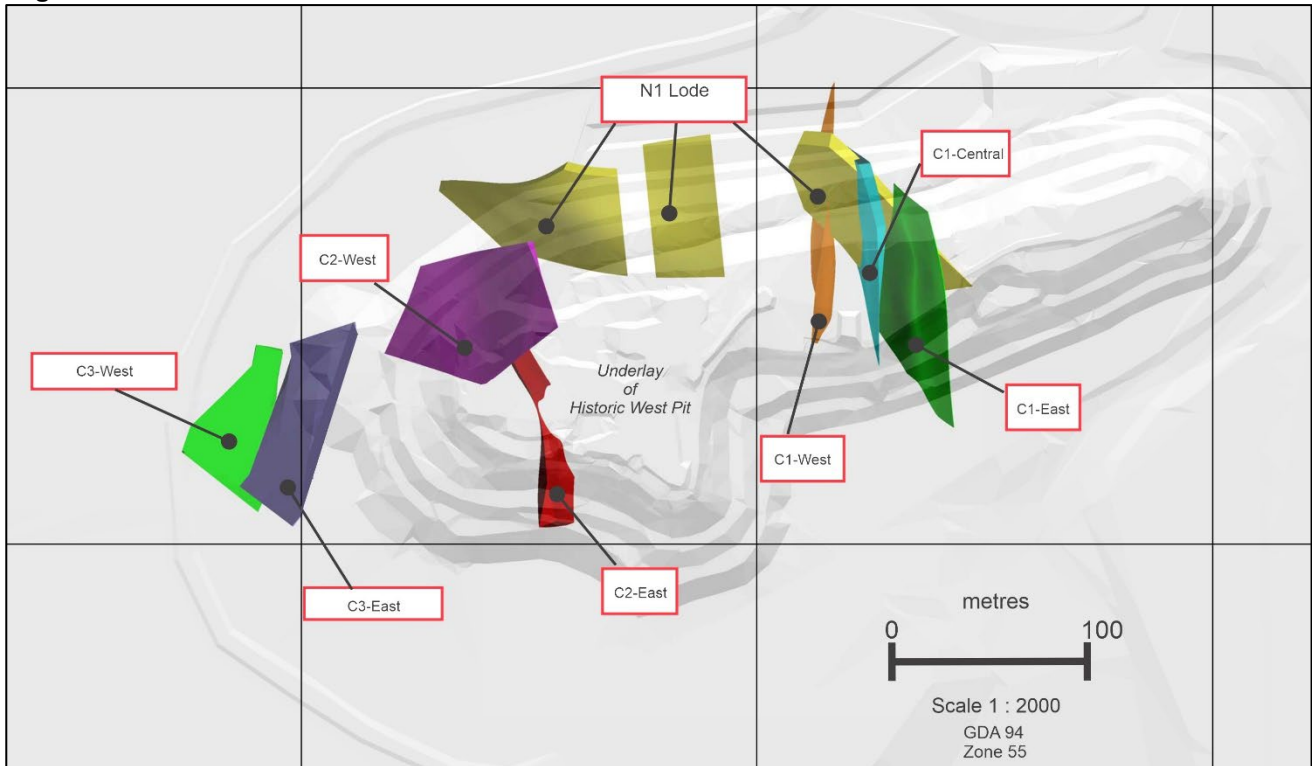 N1 Lode
C1-Central
C2-West
C3-West
Underlay
of
Historic West Pit
C1-East
C1-West
C3-East
C2-East
metres
0 100
Scale 1 : 2000
GDA 94
Zone 55